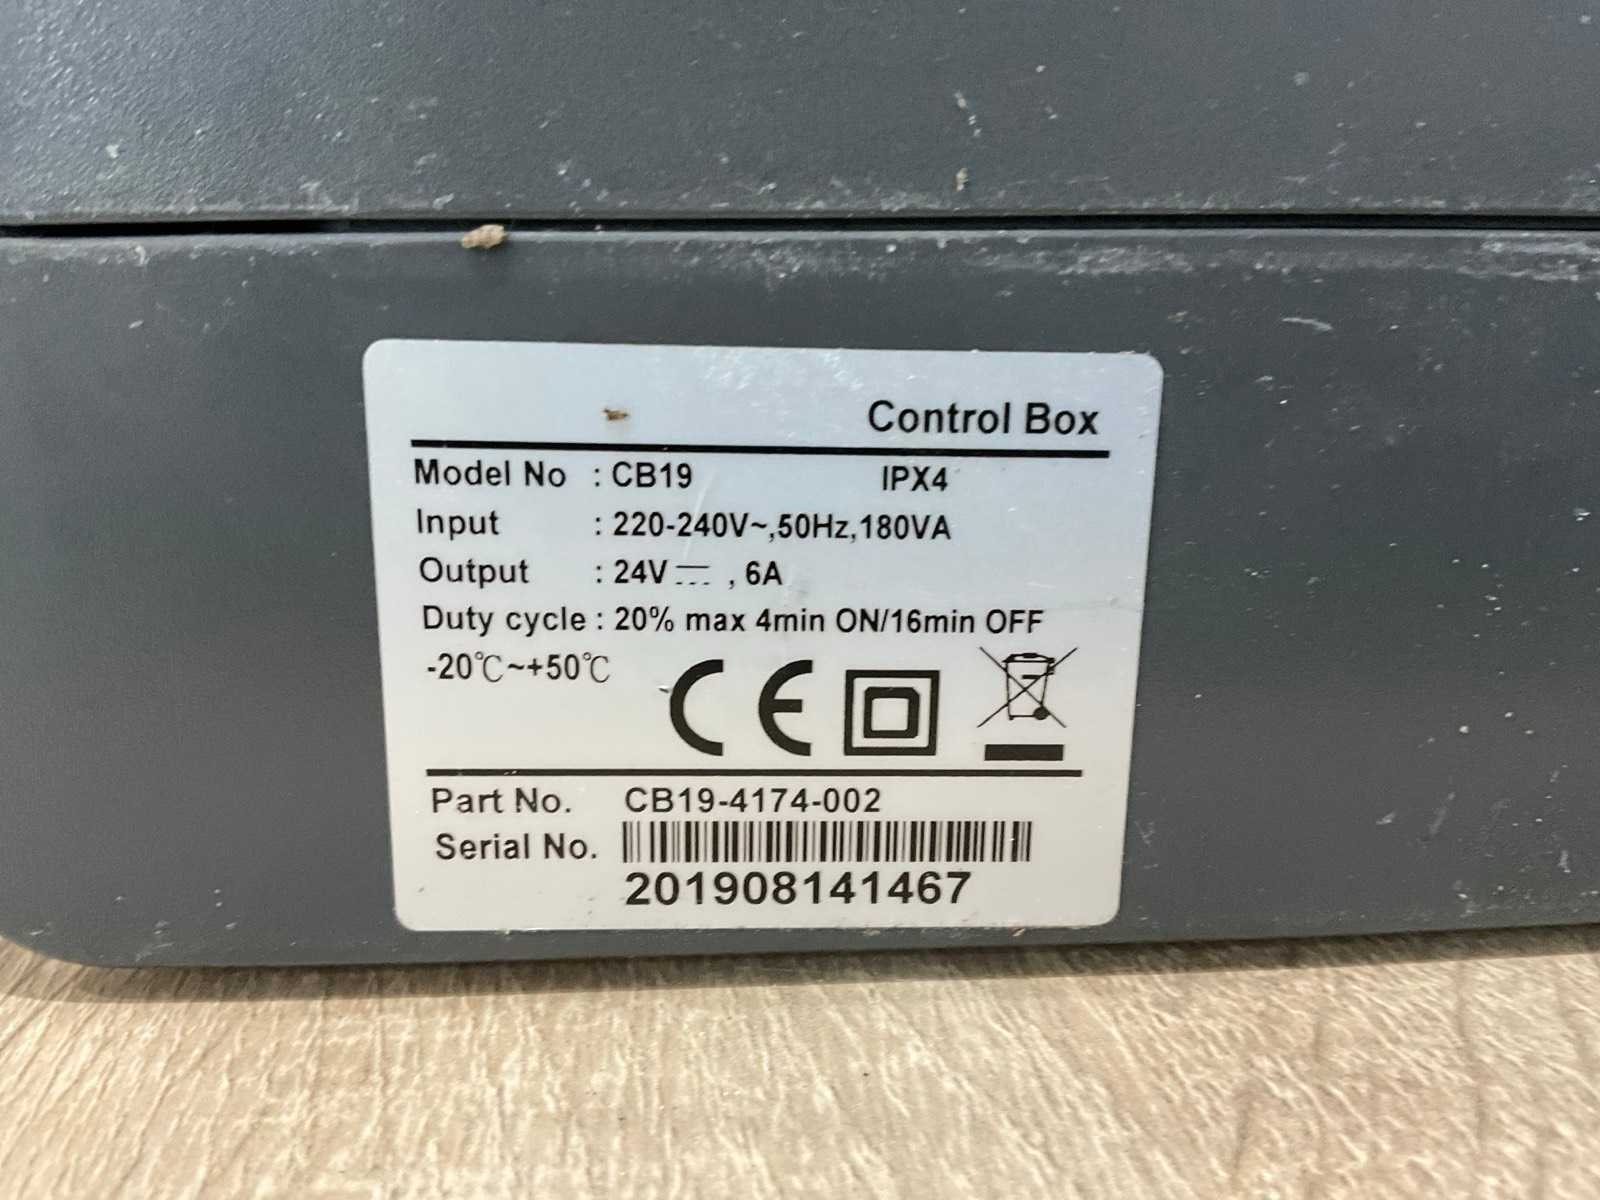 Control Box
Model No : CB19 IPX4
Input : 220-240V~,50Hz,180VA
Output : 24V⎓ , 6A
Duty cycle : 20% max 4min ON/16min OFF
-20℃~+50℃ CE
Part No. CB19-4174-002
Serial No.
201908141467